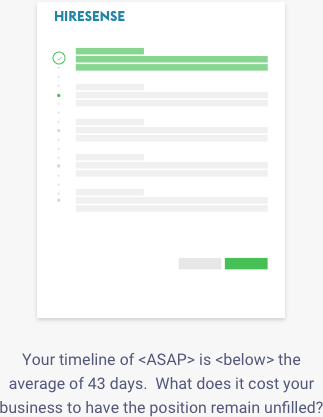 HIRESENSE
Your timeline of <ASAP> is <below> the
average of 43 days.  What does it cost your
business to have the position remain unfilled?